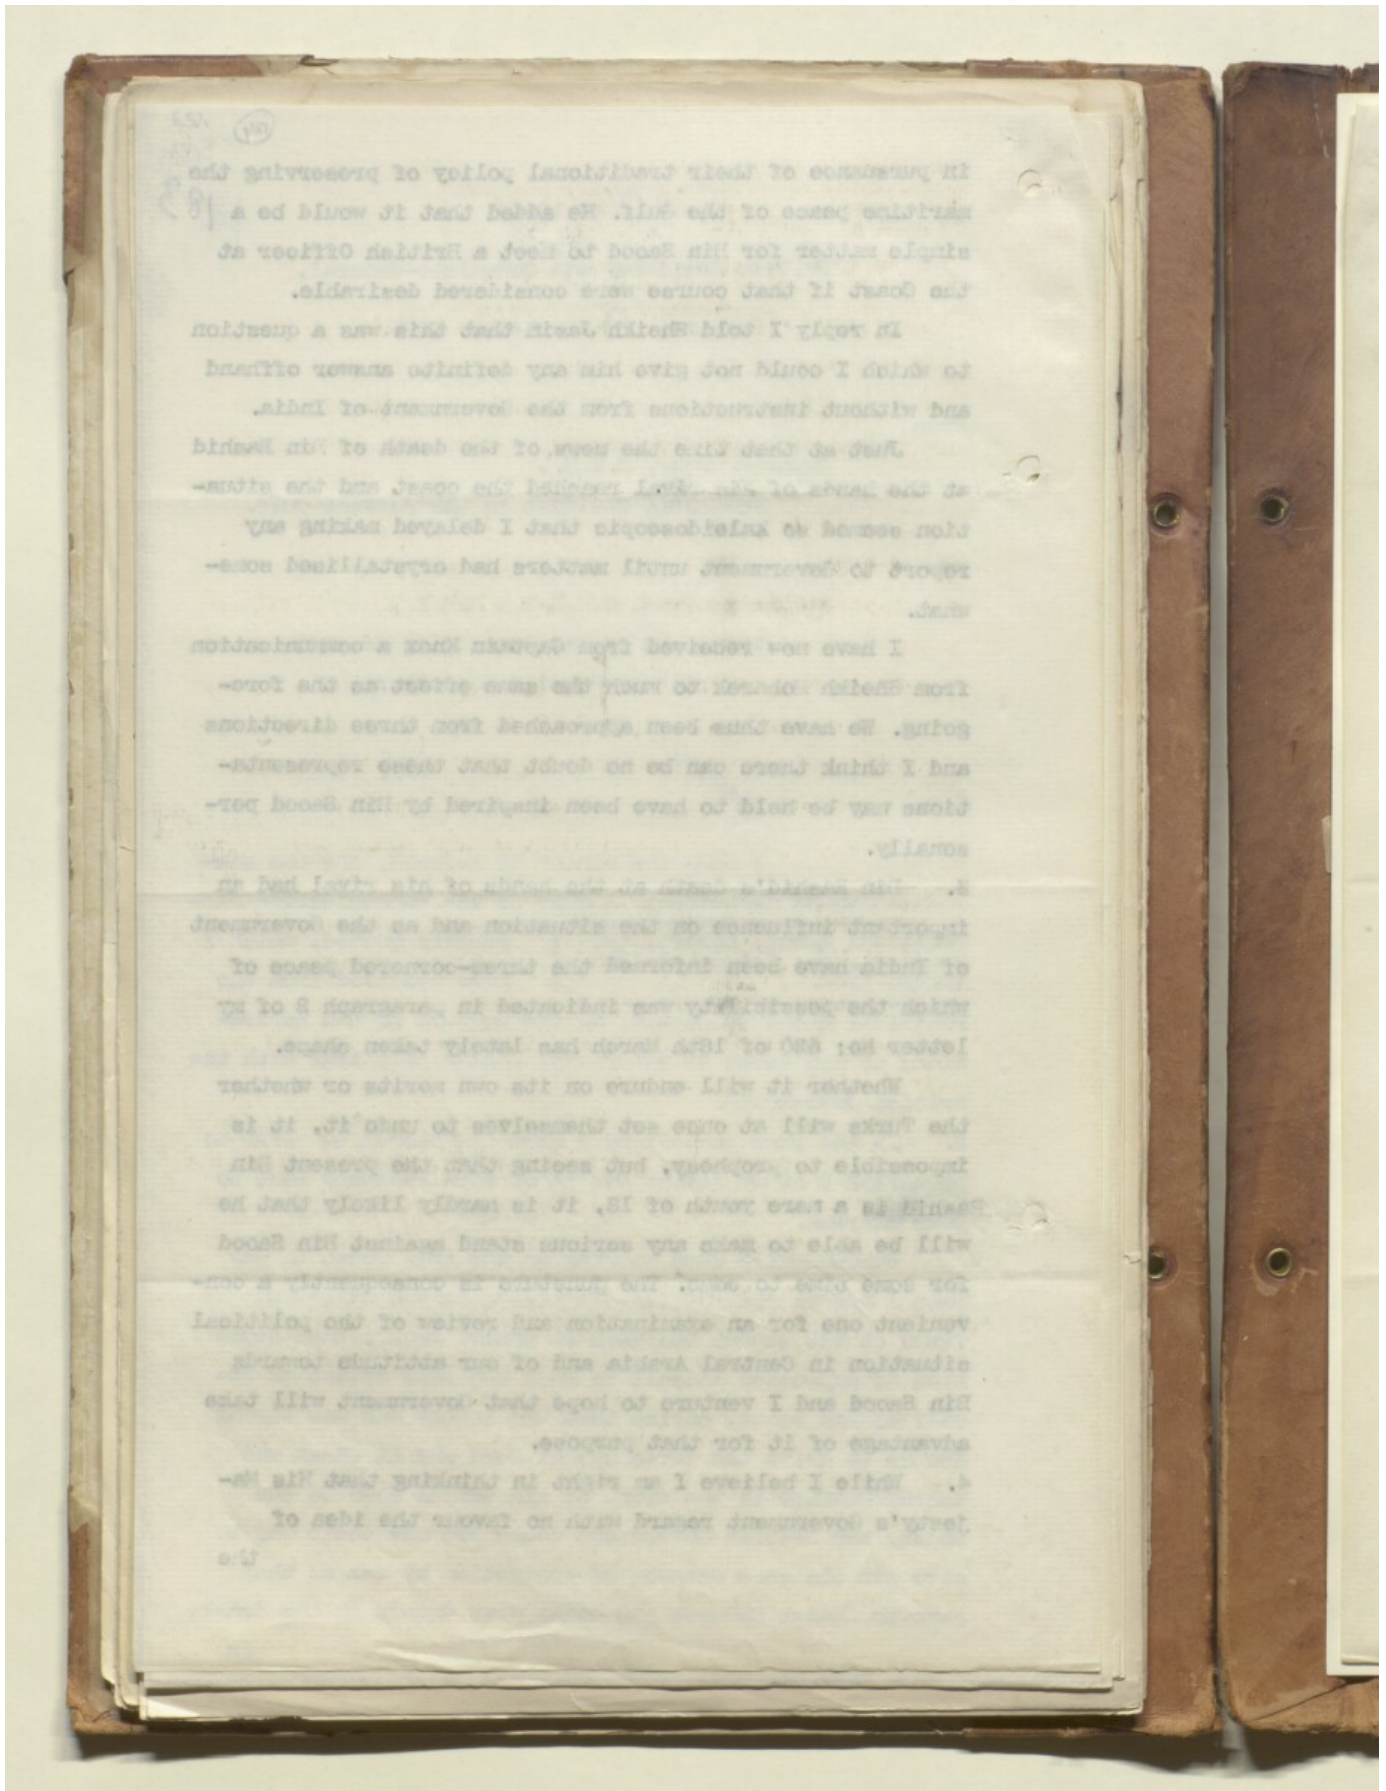 in pursuance of their traditional policy of preserving the
maritime peace of the Gulf. He added that it would be a
simple matter for Bin Saood to meet a British Officer at
the Coast if that course were considered desirable.
In reply I told Sheikh Jasim that this was a question
to which I could not give him any definite answer offhand
and without instructions from the Government of India.
Just at that time the news of the death of Bin Rashid
at the hands of his rival reached the coast and the situa-
tion seemed so kaleidoscopic that I delayed making any
report to Government until matters had crystallised some-
what.
I have now received from Captain Knox a communication
from Sheikh Mubarak to much the same effect as the fore-
going. We have thus been approached from three directions
and I think there can be no doubt that these representa-
tions may be held to have been inspired by Bin Saood per-
sonally.
3. Bin Rashid's death at the hands of his rival had an
important influence on the situation and as the Government
of India have been informed the three-cornered peace of
which the possibility was indicated in paragraph 9 of my
letter No; 620 of 18th March has lately taken shape.
Whether it will endure on its own merits or whether
the Turks will at once set themselves to undo it, it is
impossible to prophesy, but seeing that the present Bin
Rashid is a mere youth of 18, it is hardly likely that he
will be able to make any serious stand against Bin Saood
for some time to come. The juncture is consequently a con-
venient one for an examination and review of the political
situation in Central Arabia and of our attitude towards
Bin Saood and I venture to hope that Government will take
advantage of it for that purpose.
4. While I believe I am right in thinking that His Ma-
jesty's Government regard with no favour the idea of
the